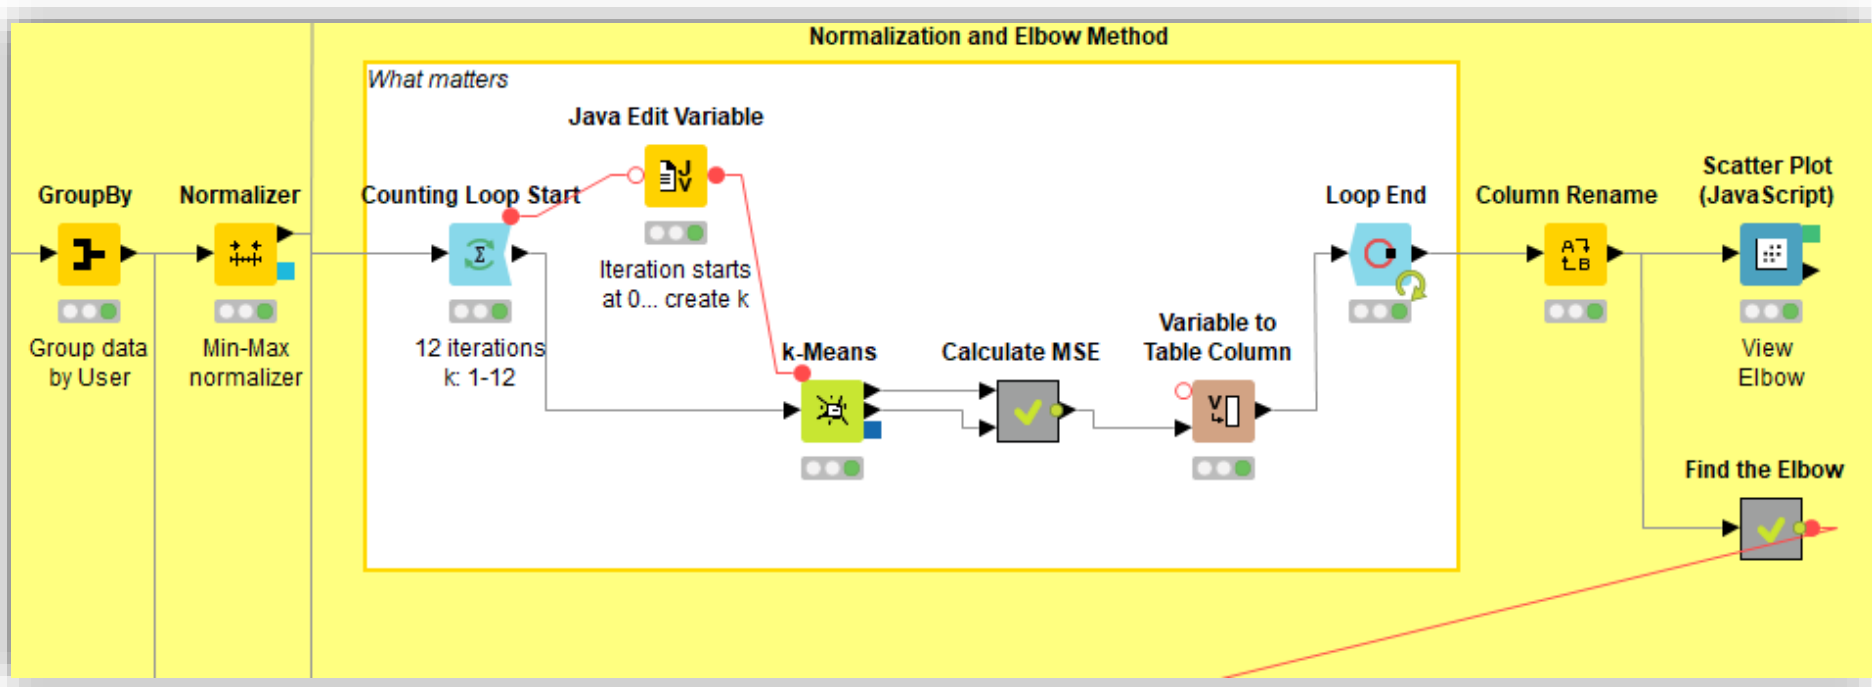 Normalization and Elbow Method
What matters
Java Edit Variable
Iteration starts
at 0... create k
GroupBy
Group data
by User
Normalizer
Min-Max
normalizer
Counting Loop Start
Σ
12 iterations
k: 1-12
k-Means
Calculate MSE
Variable to
Table Column
V
Loop End
Column Rename
A
B
Scatter Plot
(JavaScript)
View
Elbow
Find the Elbow
J
V